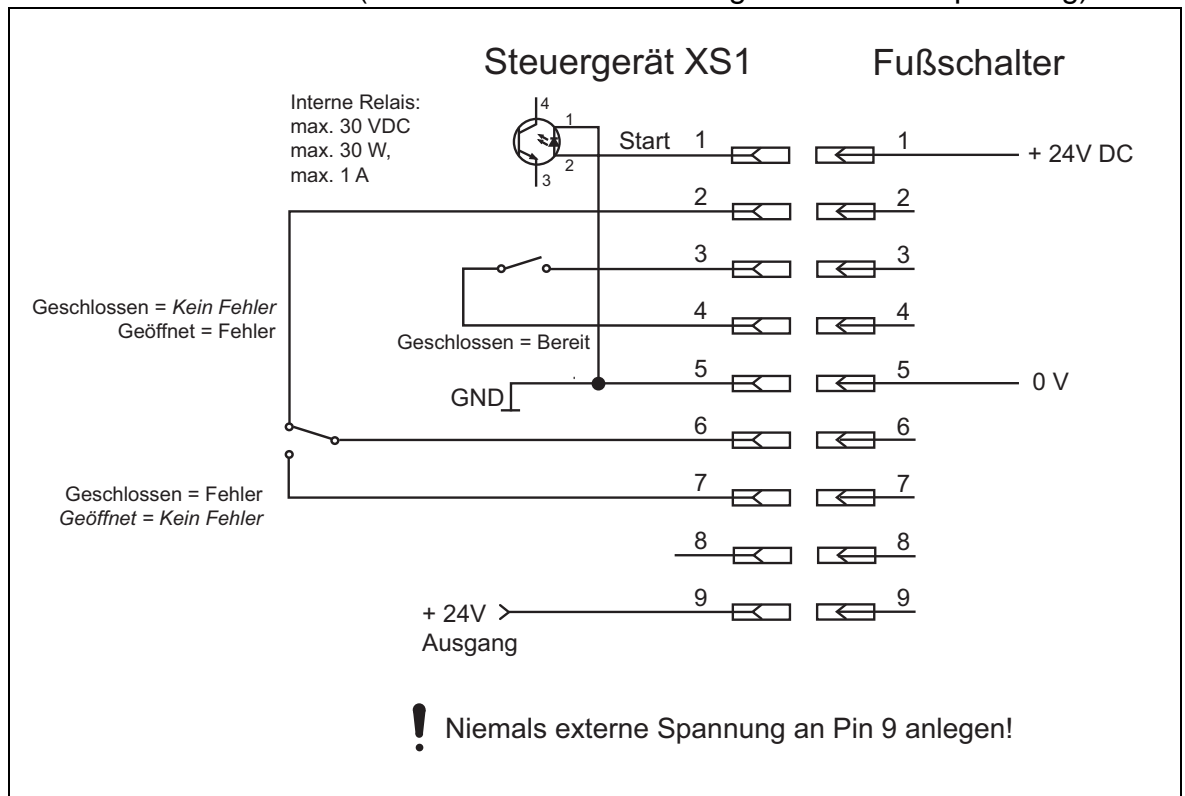 Steuergerät XS1 Fußschalter
Interne Relais:
max. 30 VDC
max. 30 W,
max. 1 A
4
1
2
3
Start 1 1 + 24V DC
2 2
3 3
Geschlossen = Kein Fehler
Geöffnet = Fehler
4 4
Geschlossen = Bereit
GND 5 5 0 V
6 6
7 7
Geschlossen = Fehler
Geöffnet = Kein Fehler
8 8
+ 24V 9 9
Ausgang
! Niemals externe Spannung an Pin 9 anlegen!